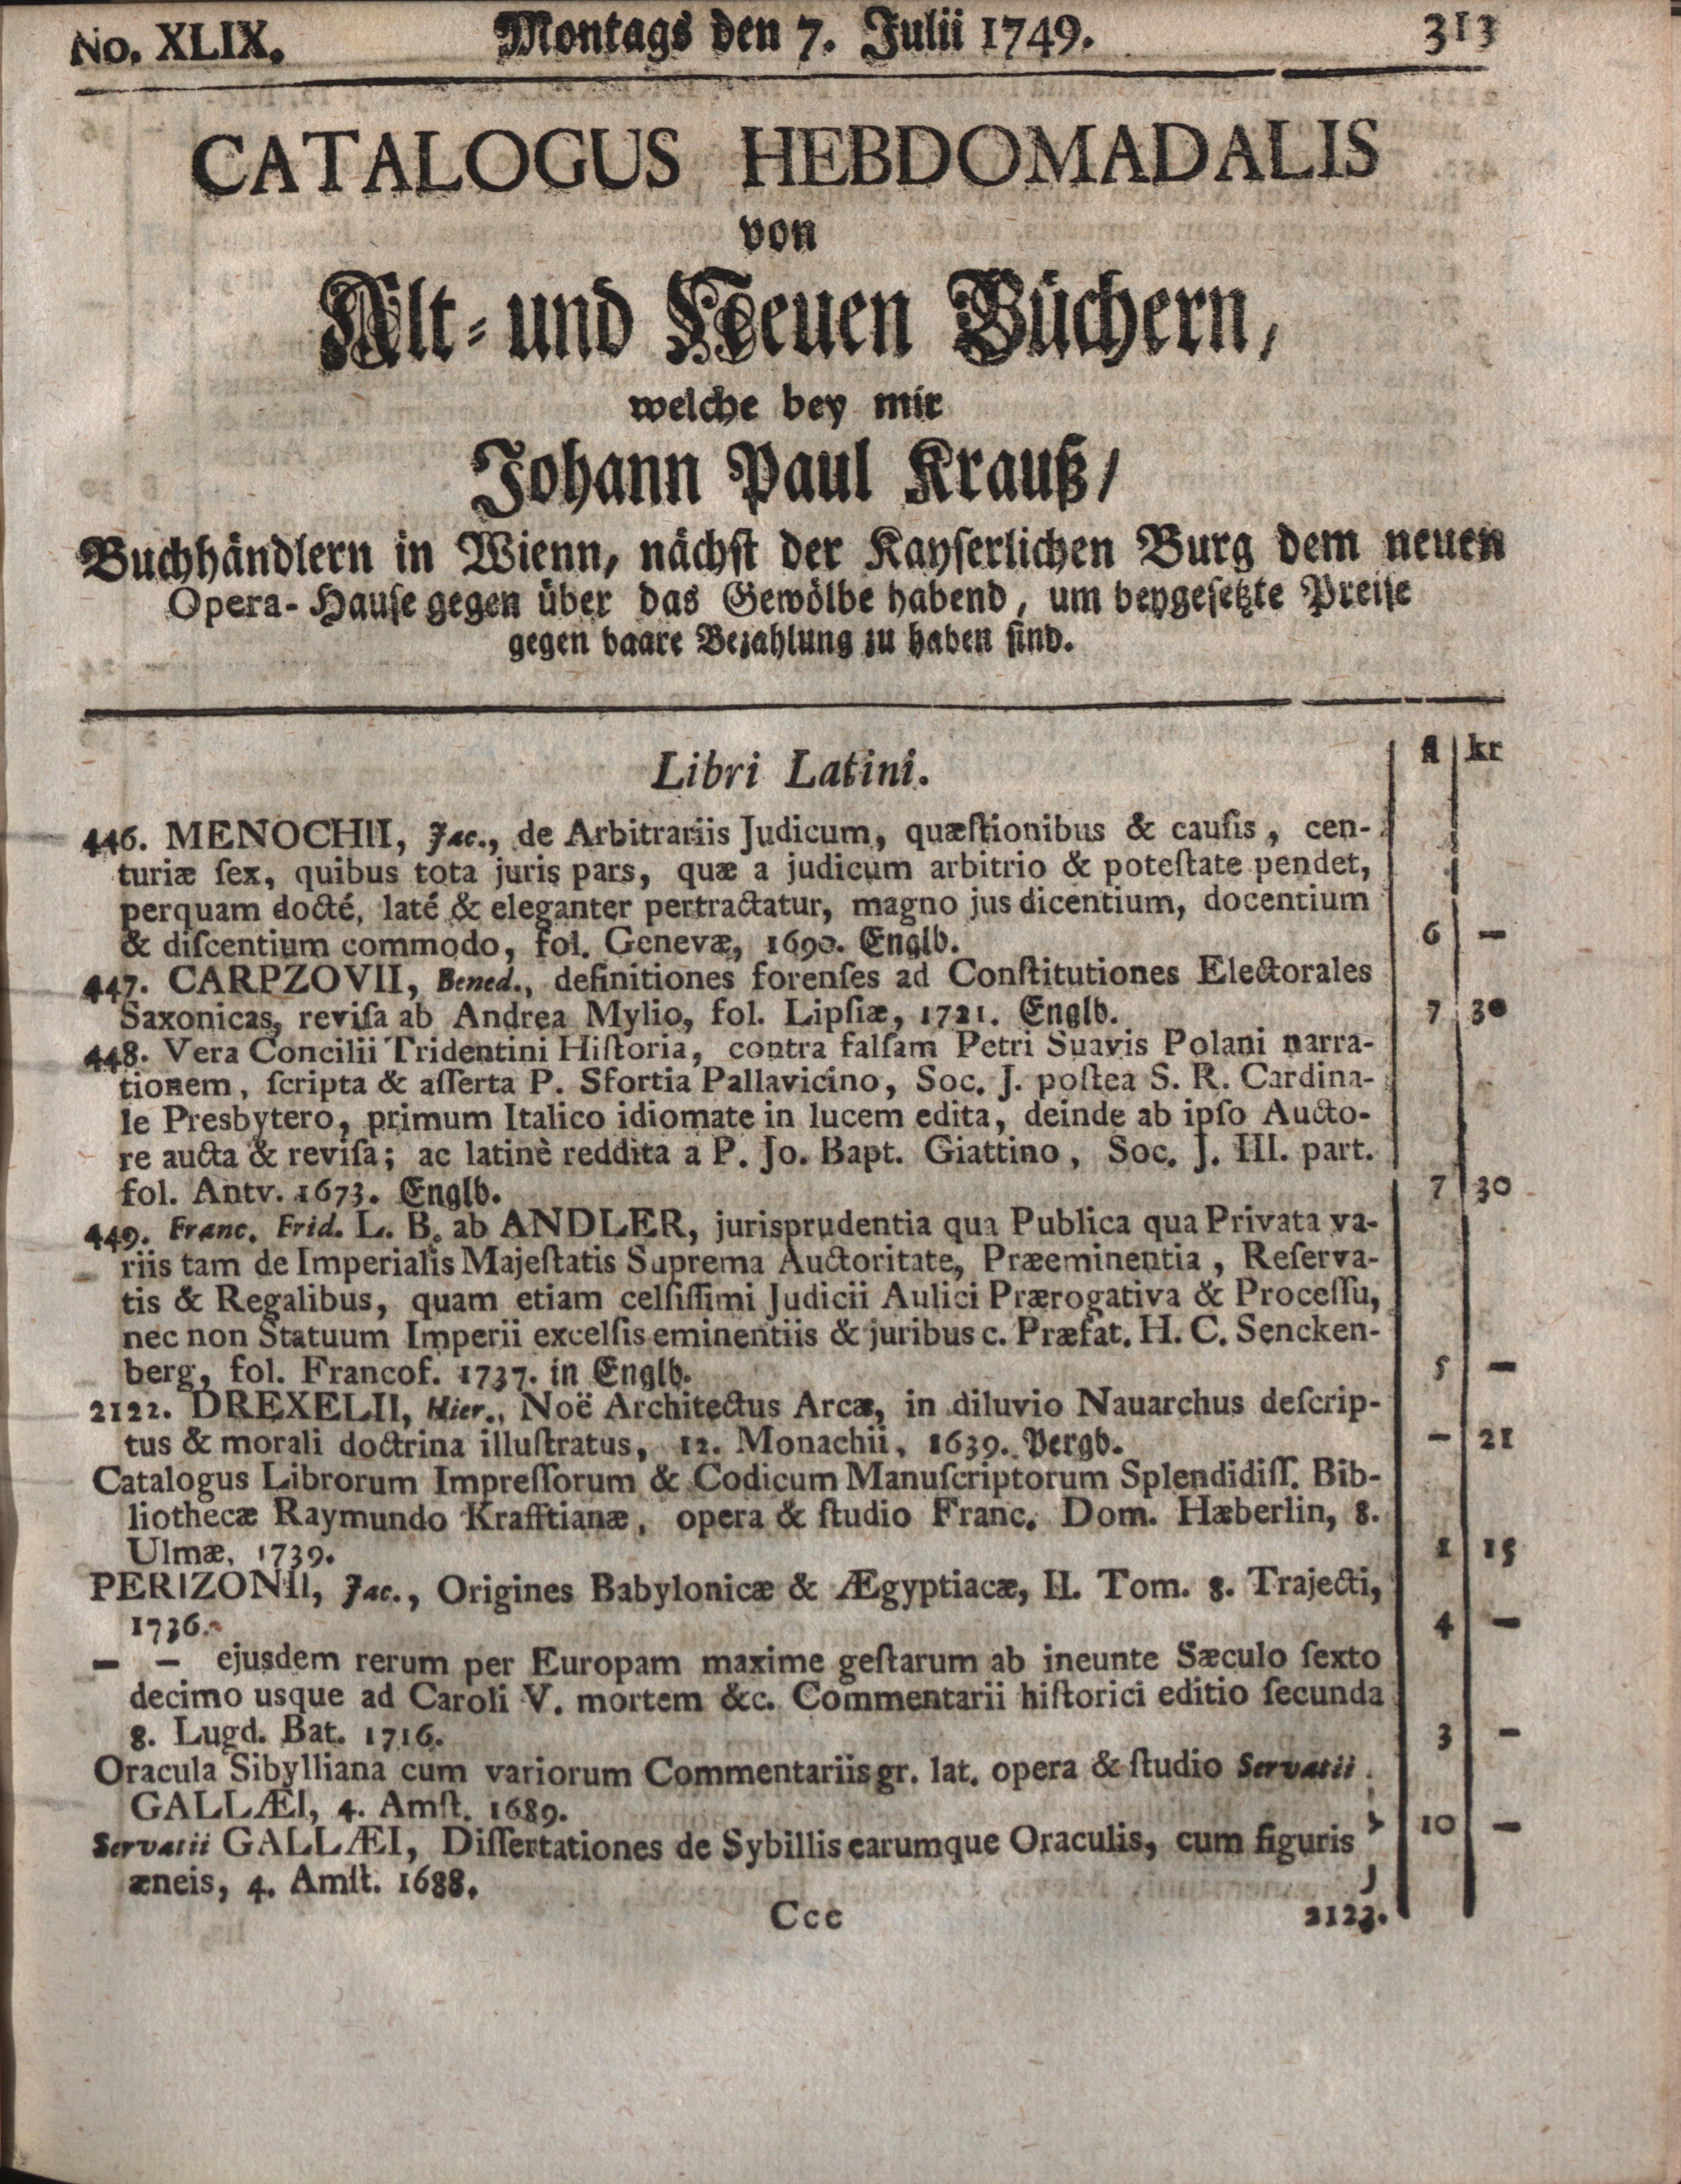 No. XLIX. Montags den 7. Julii 1749. 313
CATALOGUS HEBDOMADALIS
von
Alt- und Neuen Büchern,
welche bey mir
Johann Paul Krauß/
Buchhändlern in Wienn, nächst der Kayserlichen Burg dem neuen
Opera-Hause gegen über das Gewölbe habend, um beygesetzte Preise
gegen baare Bezahlung zu haben sind.
Libri Latini. fl kr
446. MENOCHII, Jac., de Arbitrariis Judicum, quæſtionibus & cauſis, cen-
turiæ ſex, quibus tota juris pars, quæ a judicum arbitrio & poteſtate pendet,
perquam docté, laté & eleganter pertractatur, magno jus dicentium, docentium
& diſcentium commodo, fol. Genevæ, 1690. Englb. 6 —
447. CARPZOVII, Bened., definitiones forenſes ad Conſtitutiones Electorales
Saxonicas, reviſa ab Andrea Mylio, fol. Lipſiæ, 1721. Englb. 7 30
448. Vera Concilii Tridentini Hiſtoria, contra falſam Petri Suavis Polani narra-
tionem, ſcripta & aſſerta P. Sfortia Pallavicino, Soc. J. poſtea S. R. Cardina-
le Presbytero, primum Italico idiomate in lucem edita, deinde ab ipſo Aucto-
re aucta & reviſa; ac latinè reddita a P. Jo. Bapt. Giattino, Soc. J. III. part.
fol. Antv. 1673. Englb. 7 30
449. Franc. Frid. L. B. ab ANDLER, jurisprudentia qua Publica qua Privata va-
riis tam de Imperialis Majeſtatis Suprema Auctoritate, Præeminentia, Reſerva-
tis & Regalibus, quam etiam celſiſſimi Judicii Aulici Prærogativa & Proceſſu,
nec non Statuum Imperii excelſis eminentiis & juribus c. Præfat. H. C. Sencken-
berg, fol. Francof. 1737. in Englb. 5 —
2122. DREXELII, Hier., Noë Architectus Arcæ, in diluvio Nauarchus deſcrip-
tus & morali doctrina illuſtratus, 12. Monachii, 1639. Pergb. — 21
Catalogus Librorum Impreſſorum & Codicum Manuſcriptorum Splendidiſſ. Bib-
liothecæ Raymundo Krafftianæ, opera & ſtudio Franc. Dom. Hæberlin, 8.
Ulmæ, 1739. 1 15
PERIZONII, Jac., Origines Babylonicæ & Ægyptiacæ, II. Tom. 8. Trajecti,
1736. 4 —
— — ejusdem rerum per Europam maxime geſtarum ab ineunte Sæculo ſexto
decimo usque ad Caroli V. mortem &c. Commentarii hiſtorici editio ſecunda
8. Lugd. Bat. 1716. 3 —
Oracula Sibylliana cum variorum Commentariis gr. lat. opera & ſtudio Servatii
GALLÆI, 4. Amſt. 1689.
Servatii GALLÆI, Diſſertationes de Sybillis earumque Oraculis, cum figuris } 10 —
æneis, 4. Amſt. 1688.
Ccc 2123.